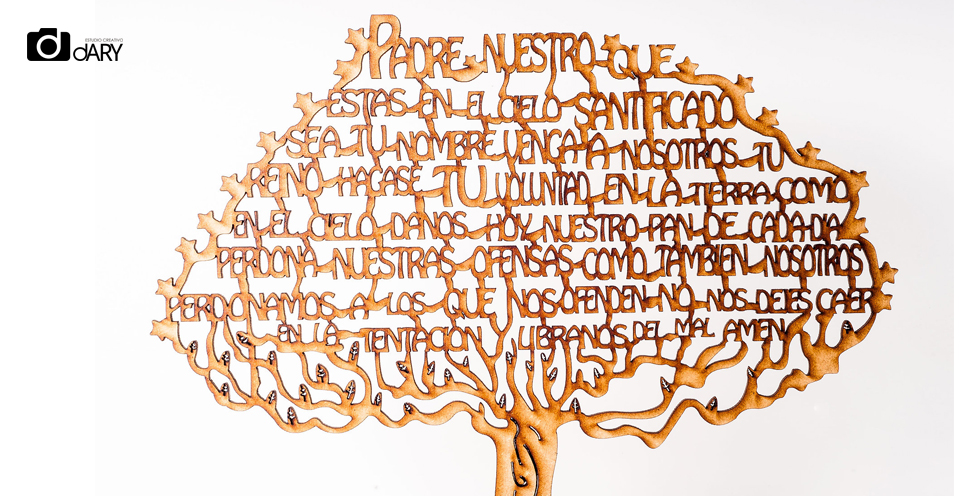 ESTUDIO CREATIVO
dARY
PADRE NUESTRO QUE
ESTAS EN EL CIELO SANTIFICADO
SEA TU NOMBRE VENGA A NOSOTROS TU
REINO HAGASE TU VOLUNTAD EN LA TIERRA COMO
EN EL CIELO DANOS HOY NUESTRO PAN DE CADA DIA
PERDONA NUESTRAS OFENSAS COMO TAMBIEN NOSOTROS
PERDONAMOS A LOS QUE NOS OFENDEN NO NOS DEJES CAER
EN LA TENTACION LIBRANOS DEL MAL AMEN